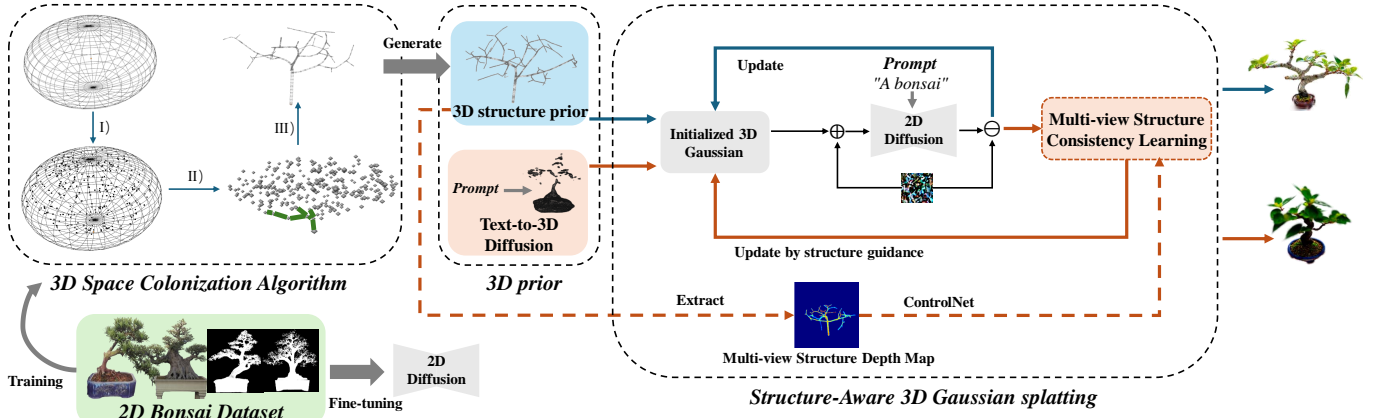 I)
II)
III)
3D Space Colonization Algorithm
Generate
3D structure prior
Prompt
Text-to-3D
Diffusion
3D prior
Update
Prompt
"A bonsai"
Initialized 3D
Gaussian
2D
Diffusion
Multi-view Structure
Consistency Learning
Update by structure guidance
Extract
ControlNet
Multi-view Structure Depth Map
Structure-Aware 3D Gaussian splatting
Training
2D Bonsai Dataset
Fine-tuning
2D
Diffusion